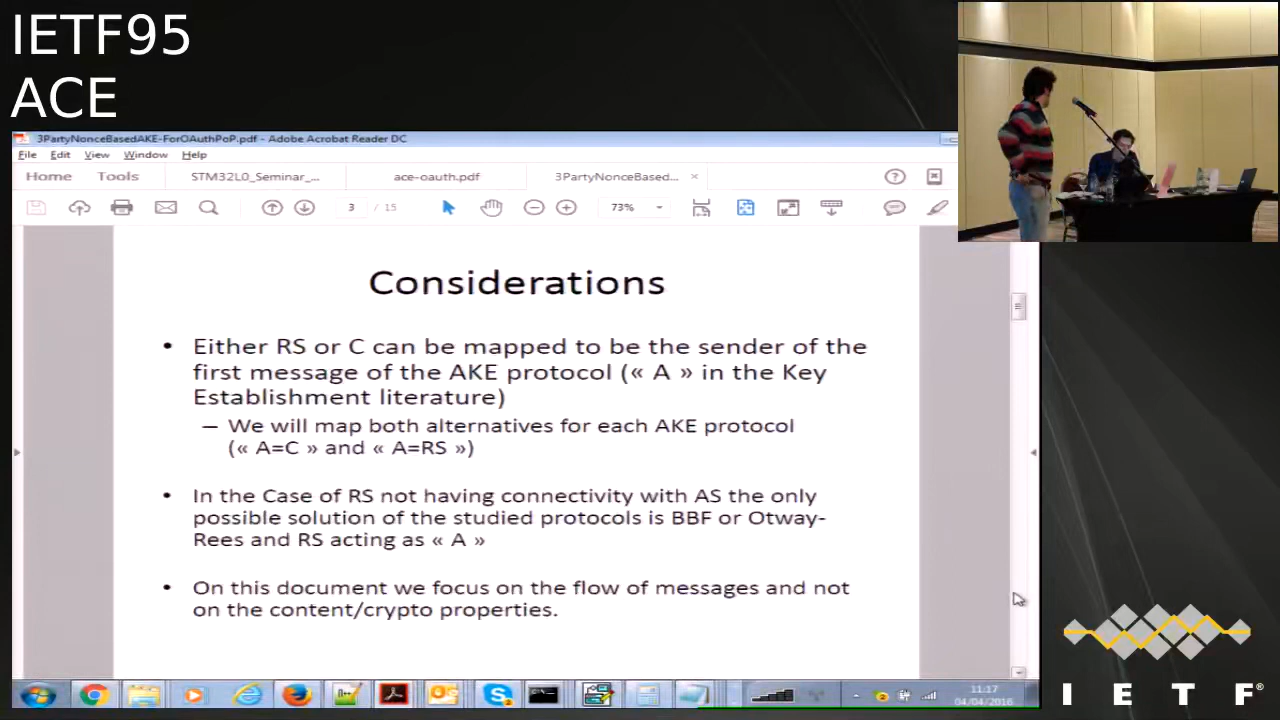 IETF95
ACE
3PartyNonceBasedAKE-ForOAuthPoP.pdf - Adobe Acrobat Reader DC
File Edit View Window Help
Home Tools STM32L0_Seminar_... ace-oauth.pdf 3PartyNonceBased... ×
3 / 15 73%
Considerations
• Either RS or C can be mapped to be the sender of the
first message of the AKE protocol (« A » in the Key
Establishment literature)
– We will map both alternatives for each AKE protocol
(« A=C » and « A=RS »)
• In the Case of RS not having connectivity with AS the only
possible solution of the studied protocols is BBF or Otway-
Rees and RS acting as « A »
• On this document we focus on the flow of messages and not
on the content/crypto properties.
11:17
04/04/2016
I E T F®